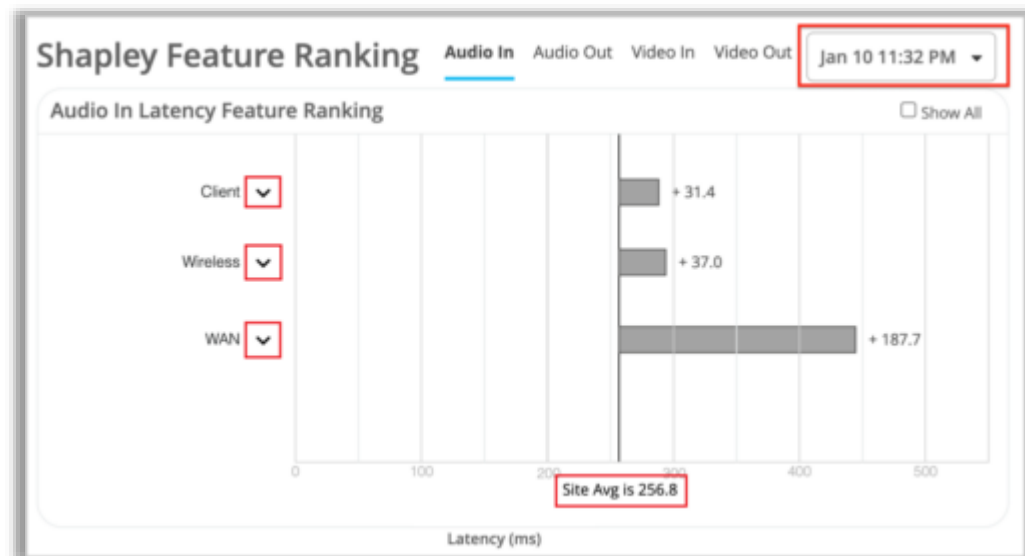 Shapley Feature Ranking Audio In Audio Out Video In Video Out Jan 10 11:32 PM
Audio In Latency Feature Ranking Show All
Client + 31.4
Wireless + 37.0
WAN + 187.7
0 100 200 300 400 500
Site Avg is 256.8
Latency (ms)